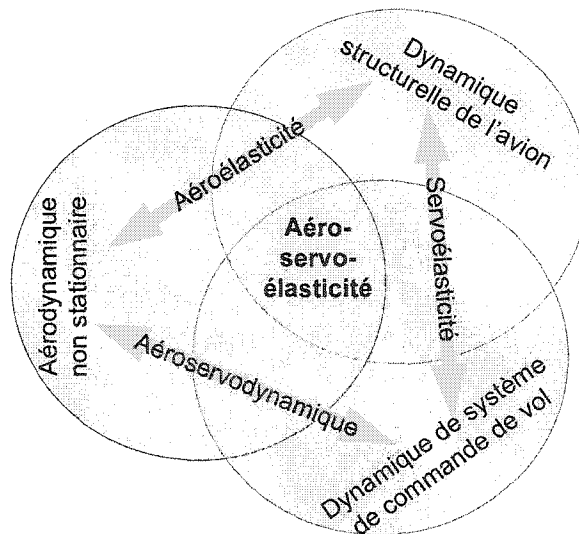 Dynamique
structurelle de l'avion
Aéroélasticité
Aéro-
servo-
élasticité
Servoélasticité
Aérodynamique
non stationnaire
Aéroservodynamique
Dynamique de système
de commande de vol